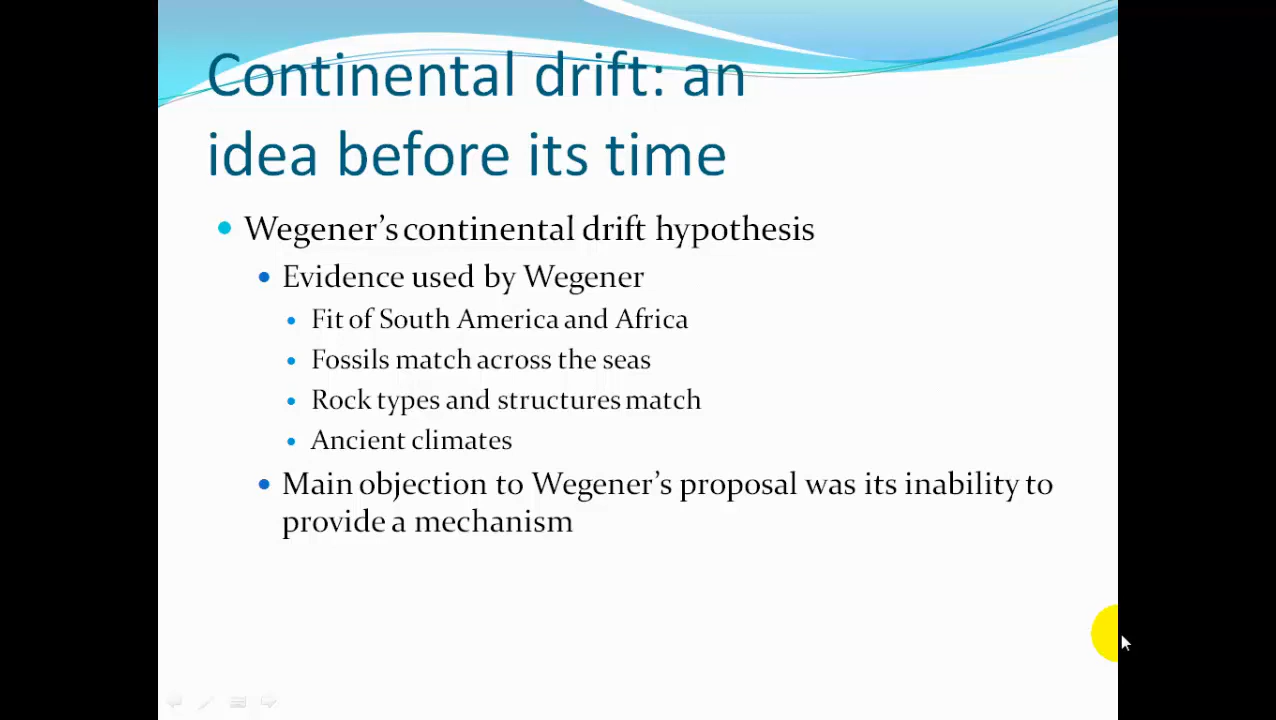 Continental drift: an
idea before its time
Wegener’s continental drift hypothesis
Evidence used by Wegener
Fit of South America and Africa
Fossils match across the seas
Rock types and structures match
Ancient climates
Main objection to Wegener’s proposal was its inability to
provide a mechanism